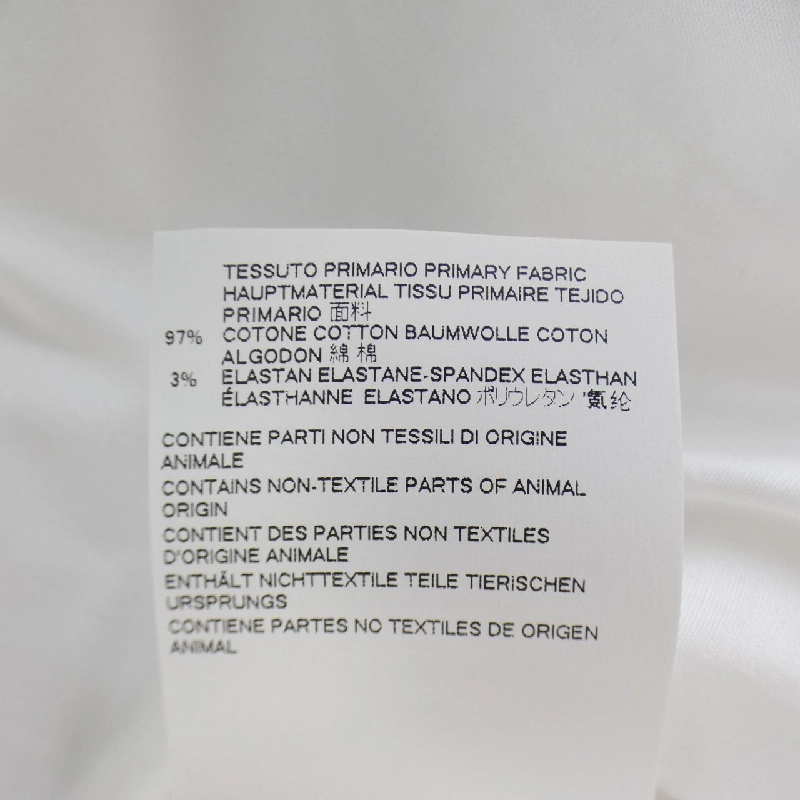 TESSUTO PRIMARIO PRIMARY FABRIC
HAUPTMATERIAL TISSU PRIMAIRE TEJIDO
PRIMARIO 面料
97% COTONE COTTON BAUMWOLLE COTON
ALGODON 綿 棉
3% ELASTAN ELASTANE-SPANDEX ELASTHAN
ÉLASTHANNE ELASTANO ポリウレタン '氨纶
CONTIENE PARTI NON TESSILI DI ORIGINE
ANIMALE
CONTAINS NON-TEXTILE PARTS OF ANIMAL
ORIGIN
CONTIENT DES PARTIES NON TEXTILES
D'ORIGINE ANIMALE
ENTHÄLT NICHTTEXTILE TEILE TIERISCHEN
URSPRUNGS
CONTIENE PARTES NO TEXTILES DE ORIGEN
ANIMAL